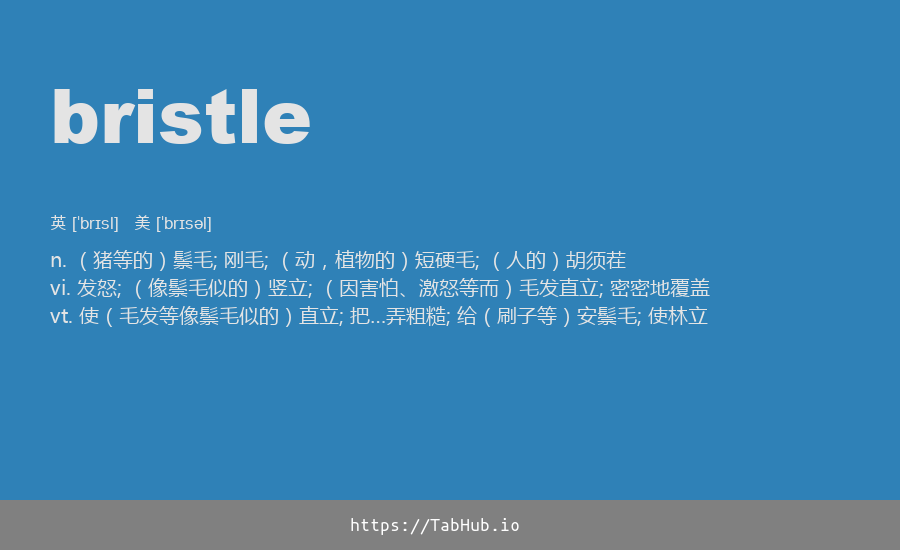 bristle
英 [ˈbrɪsl] 美 [ˈbrɪsəl]
n. （猪等的）鬃毛; 刚毛; （动，植物的）短硬毛; （人的）胡须茬
vi. 发怒; （像鬃毛似的）竖立; （因害怕、激怒等而）毛发直立; 密密地覆盖
vt. 使（毛发等像鬃毛似的）直立; 把...弄粗糙; 给（刷子等）安鬃毛; 使林立
https://TabHub.io